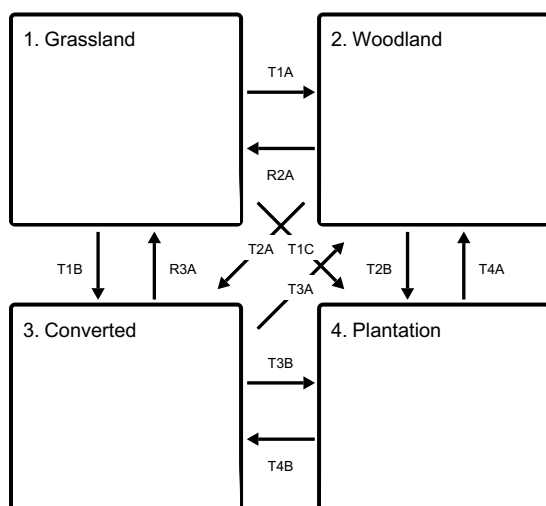 1. Grassland
2. Woodland
T1A
R2A
T2A
T1C
T1B
R3A
T3A
T2B
T4A
3. Converted
4. Plantation
T3B
T4B